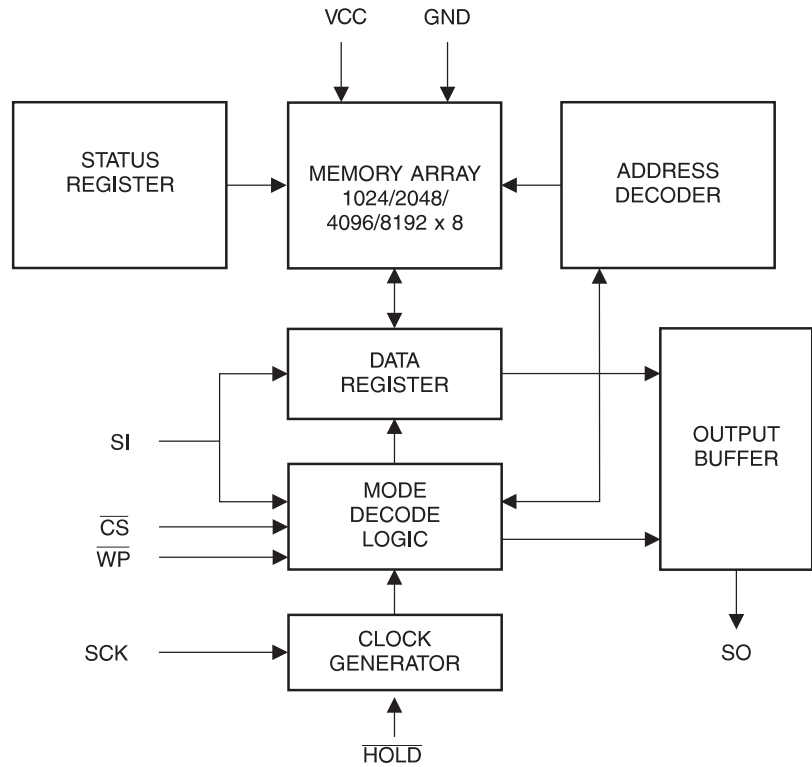 VCC GND
STATUS
REGISTER
MEMORY ARRAY
1024/2048/
4096/8192 x 8
ADDRESS
DECODER
DATA
REGISTER
OUTPUT
BUFFER
SI
MODE
DECODE
LOGIC
CS
WP
SCK
CLOCK
GENERATOR
SO
HOLD